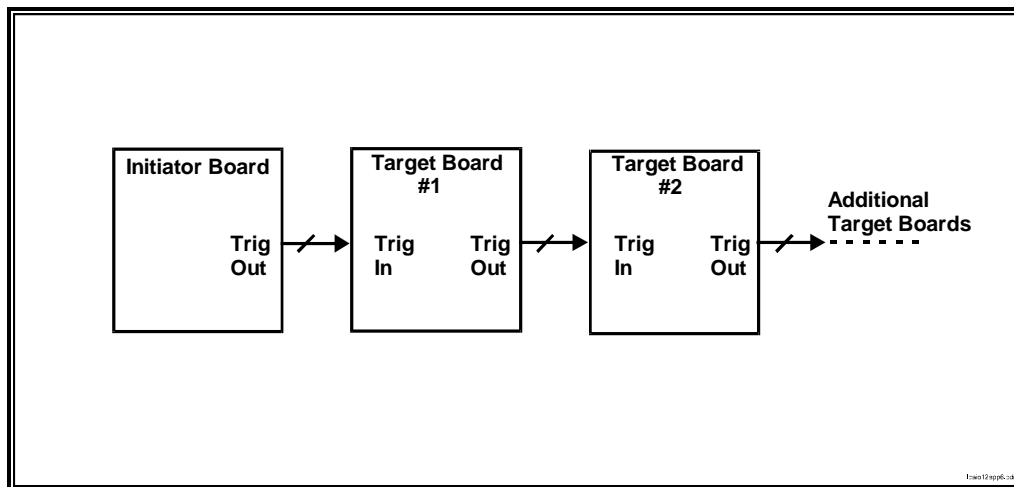 Initiator Board
Trig
Out
Target Board
#1
Trig
In
Trig
Out
Target Board
#2
Trig
In
Trig
Out
Additional
Target Boards